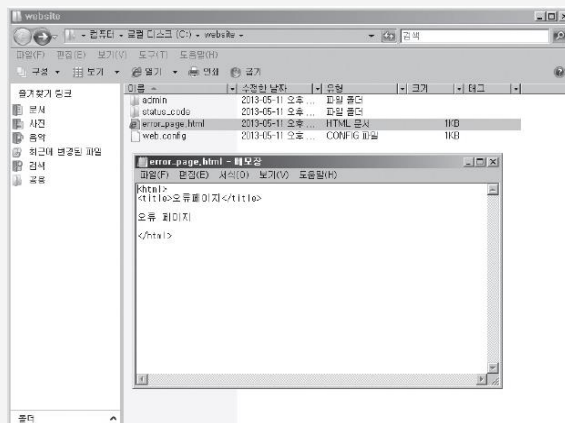 website
컴퓨터 - 로컬 디스크 (C:) - website
검색
파일(F) 편집(E) 보기(V) 도구(T) 도움말(H)
구성 보기 열기 인쇄 굽기
즐겨찾기 링크
문서
사진
음악
최근에 변경된 파일
검색
공용
이름 수정한 날짜 유형 크기 태그
admin 2013-05-11 오후 ... 파일 폴더
status_code 2013-05-11 오후 ... 파일 폴더
error_page.html 2013-05-11 오후 ... HTML 문서 1KB
web.config 2013-05-11 오후 ... CONFIG 파일 1KB
error_page.html - 메모장
파일(F) 편집(E) 서식(O) 보기(V) 도움말(H)
<html>
<title>오류페이지</title>
오류 페이지
</html>
폴더